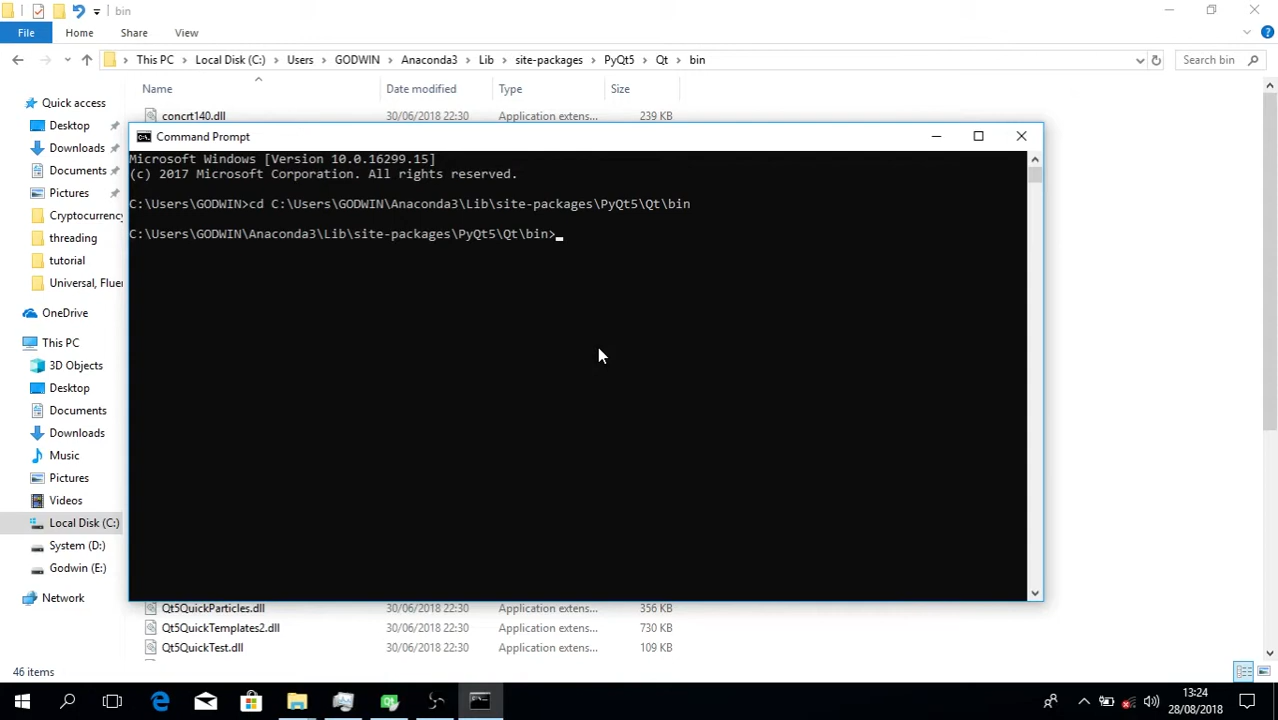 bin
File Home Share View
This PC Local Disk (C:) Users GODWIN Anaconda3 Lib site-packages PyQt5 Qt bin Search bin
Name Date modified Type Size
Quick access
Desktop
Downloads
Documents
Pictures
Cryptocurrency
threading
tutorial
Universal, Fluen
OneDrive
This PC
3D Objects
Desktop
Documents
Downloads
Music
Pictures
Videos
Local Disk (C:)
System (D:)
Godwin (E:)
Network
concrt140.dll 30/06/2018 22:30 Application extens... 239 KB
Command Prompt
Microsoft Windows [Version 10.0.16299.15]
(c) 2017 Microsoft Corporation. All rights reserved.
C:\Users\GODWIN>cd C:\Users\GODWIN\Anaconda3\Lib\site-packages\PyQt5\Qt\bin
C:\Users\GODWIN\Anaconda3\Lib\site-packages\PyQt5\Qt\bin>
Qt5QuickParticles.dll 30/06/2018 22:30 Application extens... 356 KB
Qt5QuickTemplates2.dll 30/06/2018 22:30 Application extens... 730 KB
Qt5QuickTest.dll 30/06/2018 22:30 Application extens... 109 KB
46 items
13:24
28/08/2018